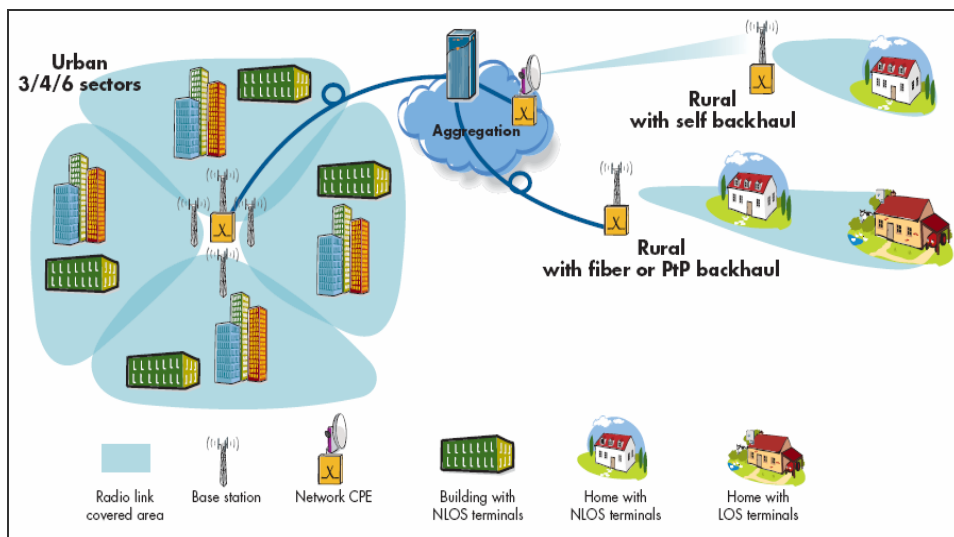 Urban
3/4/6 sectors
Aggregation
Rural
with self backhaul
Rural
with fiber or PtP backhaul
Radio link
covered area
Base station
Network CPE
Building with
NLOS terminals
Home with
NLOS terminals
Home with
LOS terminals